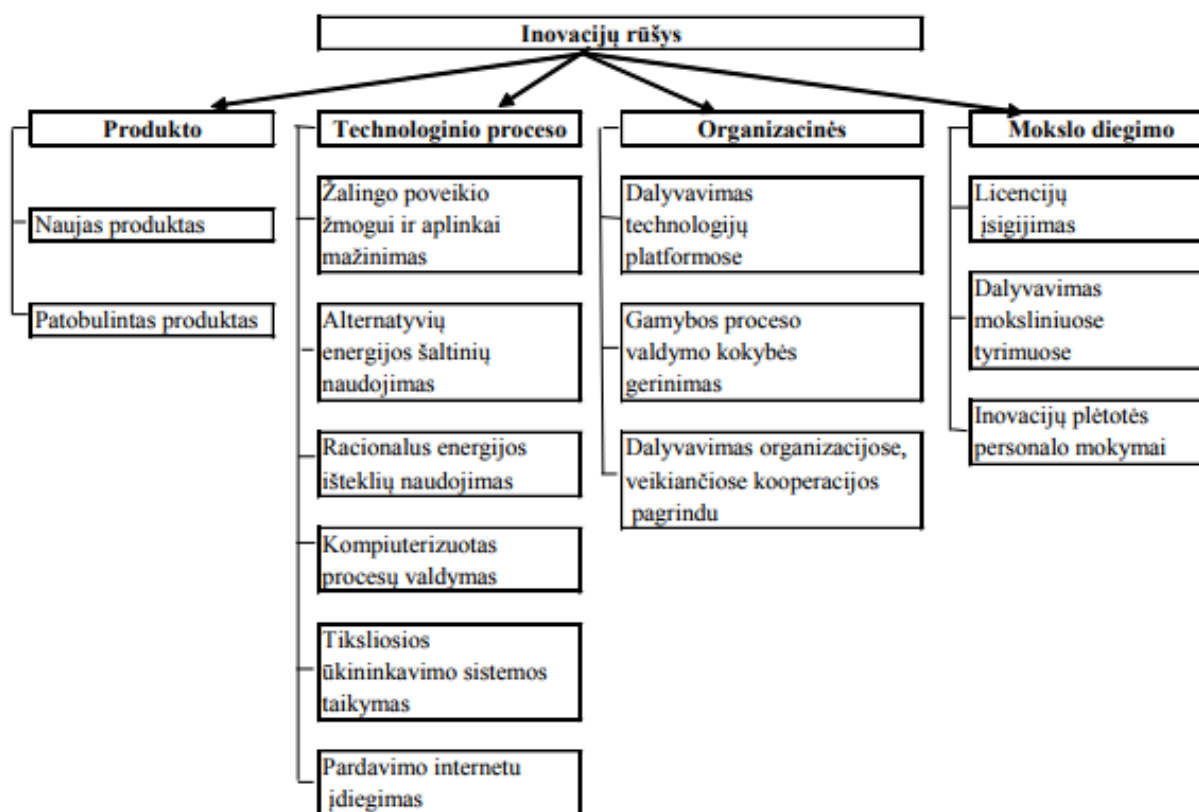 Inovacijų rūšys
Produkto
Naujas produktas
Patobulintas produktas
Technologinio proceso
Žalingo poveikio
žmogui ir aplinkai
mažinimas
Alternatyvių
energijos šaltinių
naudojimas
Racionalus energijos
išteklių naudojimas
Kompiuterizuotas
procesų valdymas
Tiksliosios
ūkininkavimo sistemos
taikymas
Pardavimo internetu
įdiegimas
Organizacinės
Dalyvavimas
technologijų
platformose
Gamybos proceso
valdymo kokybės
gerinimas
Dalyvavimas organizacijose,
veikiančiose kooperacijos
pagrindu
Mokslo diegimo
Licencijų
įsigijimas
Dalyvavimas
moksliniuose
tyrimuose
Inovacijų plėtotės
personalo mokymai